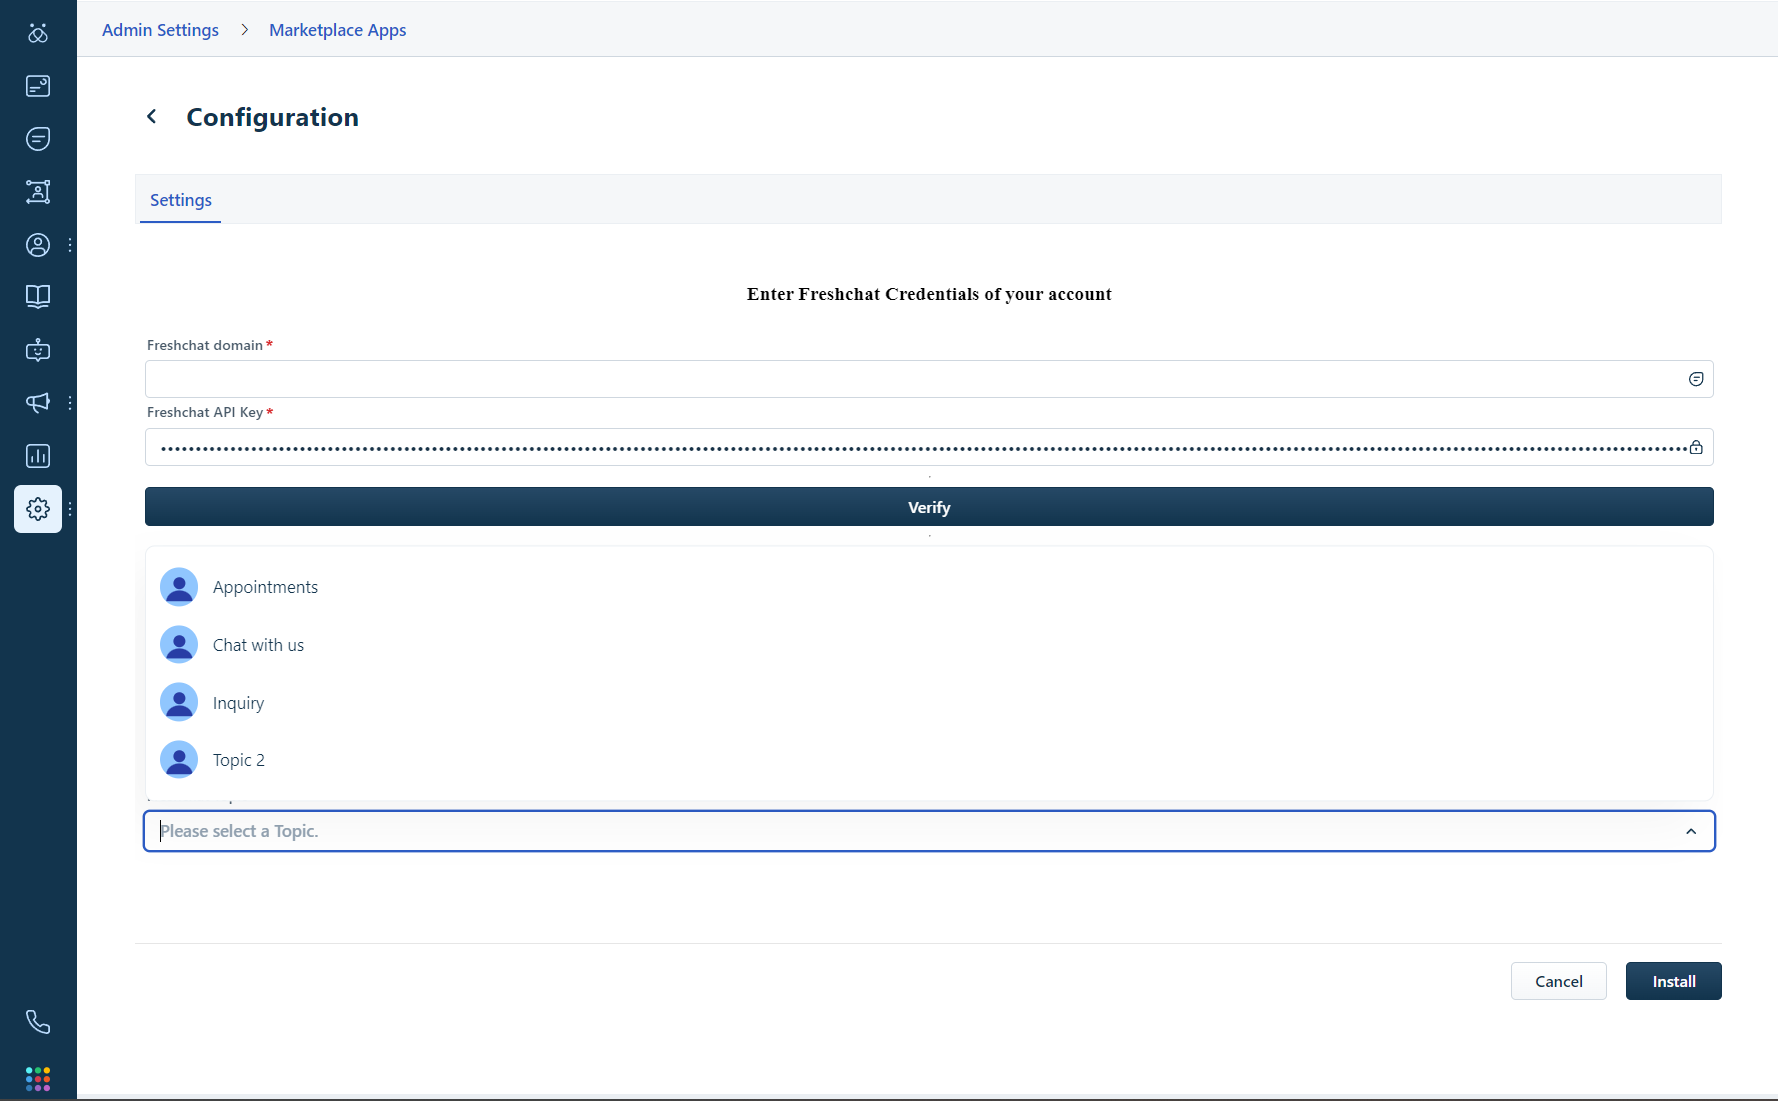 Admin Settings > Marketplace Apps
Configuration
Settings
Enter Freshchat Credentials of your account
Freshchat domain*
Freshchat API Key*
Verify
Appointments
Chat with us
Inquiry
Topic 2
Please select a Topic.
Cancel
Install